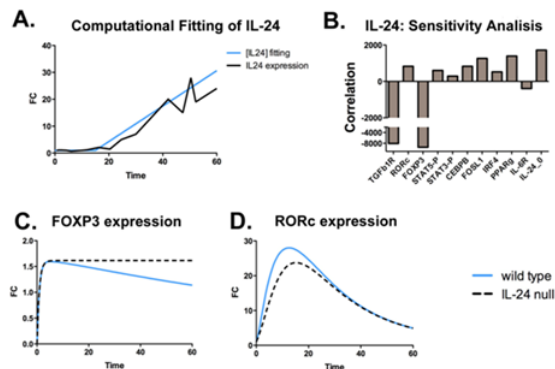 A. Computational Fitting of IL-24
FC
40
30
20
10
0
0 20 40 60
Time
[IL24] fitting
IL24 expression
B. IL-24: Sensitivity Analisis
Correlation
2000
0
-2000
-4000
-8000
TGFb1R
RORc
FOXP3
STAT5-P
STAT3-P
CEBPB
FOSL1
IRF4
PPARg
IL-6R
IL-24_0
C. FOXP3 expression
FC
2.0
1.5
1.0
0.5
0.0
0 20 40 60
Time
D. RORc expression
FC
30
20
10
0
0 20 40 60
Time
wild type
IL-24 null